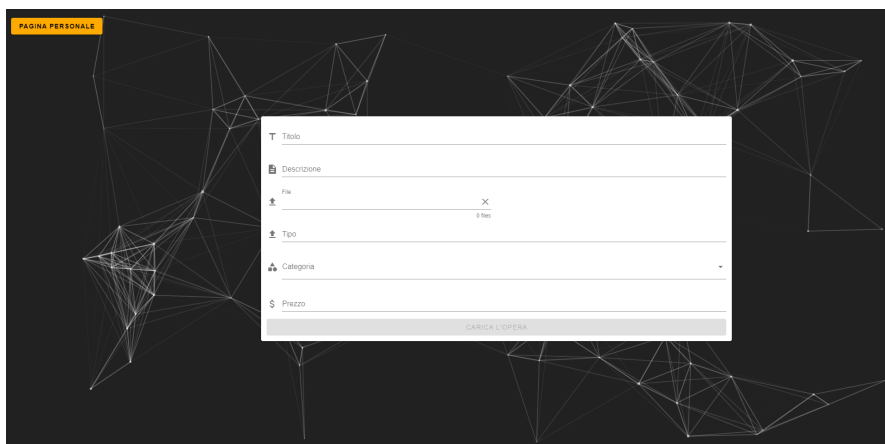 PAGINA PERSONALE
Titolo
Descrizione
File
0 files
Tipo
Categoria
Prezzo
CARICA L'OPERA